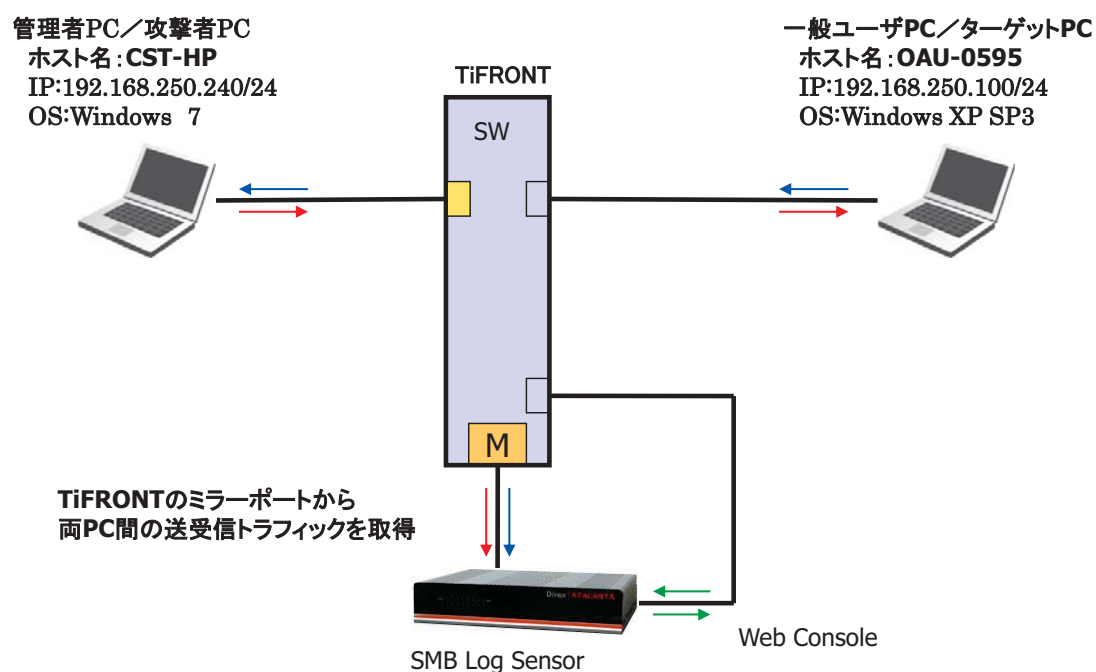 管理者PC／攻撃者PC
ホスト名：CST-HP
IP:192.168.250.240/24
OS:Windows 7
一般ユーザPC／ターゲットPC
ホスト名：OAU-0595
IP:192.168.250.100/24
OS:Windows XP SP3
TiFRONT
SW
M
TiFRONTのミラーポートから
両PC間の送受信トラフィックを取得
Dinex ATACANTA
Web Console
SMB Log Sensor